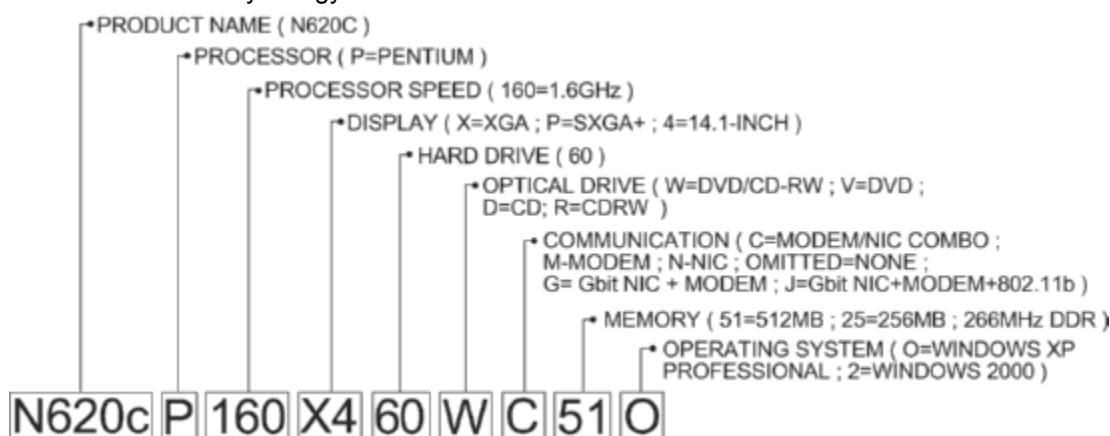 PRODUCT NAME ( N620C )
PROCESSOR ( P=PENTIUM )
PROCESSOR SPEED ( 160=1.6GHz )
DISPLAY ( X=XGA ; P=SXGA+ ; 4=14.1-INCH )
HARD DRIVE ( 60 )
OPTICAL DRIVE ( W=DVD/CD-RW ; V=DVD ;
D=CD; R=CDRW )
COMMUNICATION ( C=MODEM/NIC COMBO ;
M-MODEM ; N-NIC ; OMITTED=NONE ;
G= Gbit NIC + MODEM ; J=Gbit NIC+MODEM+802.11b )
MEMORY ( 51=512MB ; 25=256MB ; 266MHz DDR )
OPERATING SYSTEM ( O=WINDOWS XP
PROFESSIONAL ; 2=WINDOWS 2000 )
N620c P 160 X4 60 W C 51 O